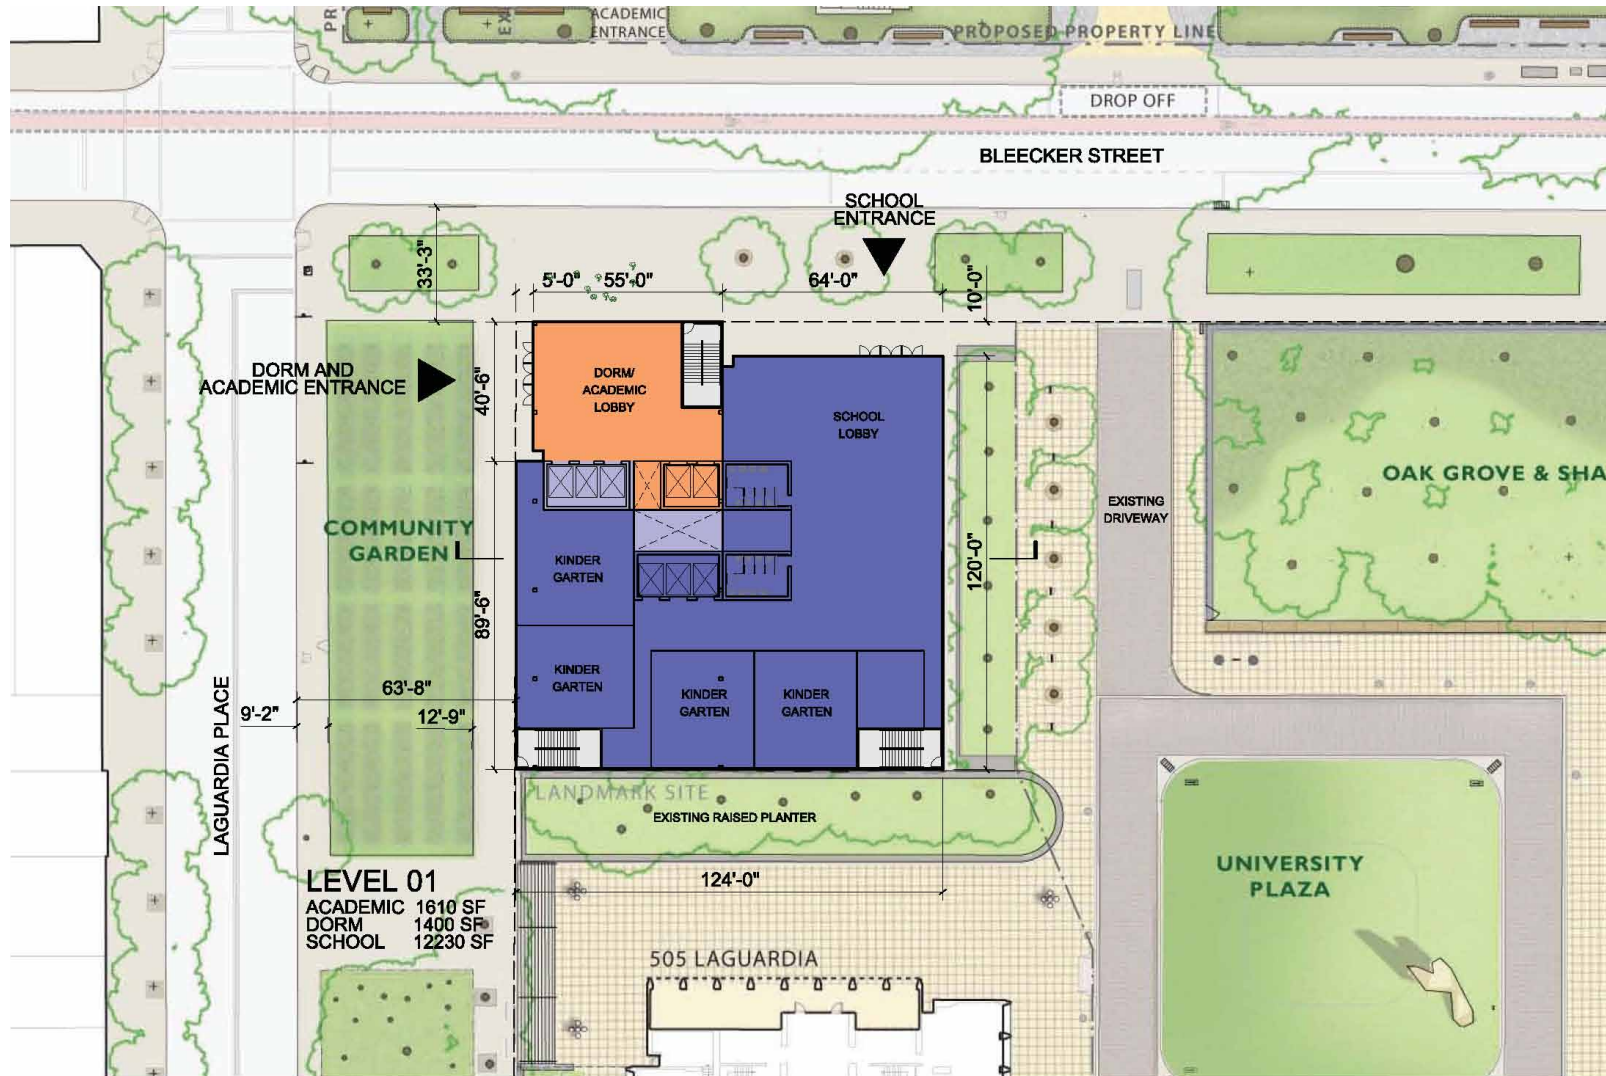 ACADEMIC
ENTRANCE
PROPOSED PROPERTY LINE
DROP OFF
BLEECKER STREET
SCHOOL
ENTRANCE
33'-3"
5'-0"
55'-0"
64'-0"
10'-0"
DORM AND
ACADEMIC ENTRANCE
40'-6"
DORM/
ACADEMIC
LOBBY
SCHOOL
LOBBY
OAK GROVE & SHA
EXISTING
DRIVEWAY
COMMUNITY
GARDEN
KINDER
GARTEN
120'-0"
89'-6"
KINDER
GARTEN
KINDER
GARTEN
KINDER
GARTEN
63'-8"
9'-2"
12'-9"
LAGUARDIA PLACE
LANDMARK SITE
EXISTING RAISED PLANTER
124'-0"
UNIVERSITY
PLAZA
LEVEL 01
ACADEMIC 1610 SF
DORM 1400 SF
SCHOOL 12230 SF
505 LAGUARDIA